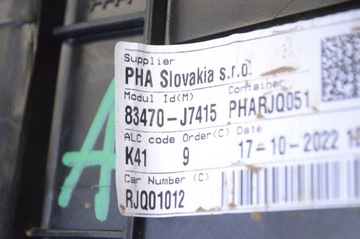 Supplier
PHA Slovakia s.r.o.
Modul Id(M) Container
83470-J7415 PHARJQ051
ALC code Order(C) Date
K41 9 17-10-2022
Car Number (C)
RJQ01012
A